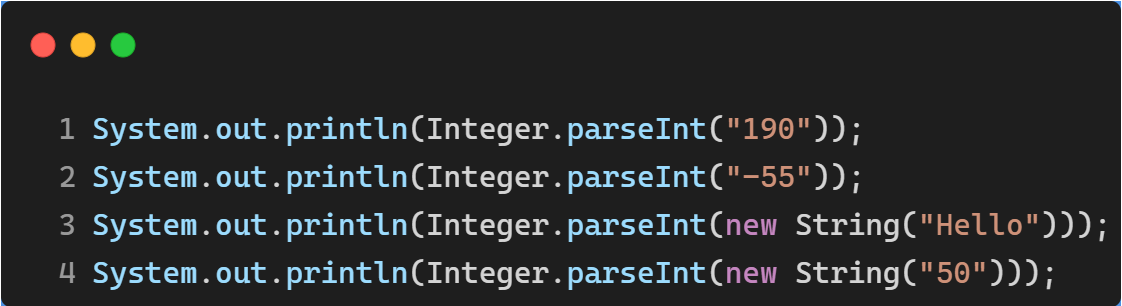 1 System.out.println(Integer.parseInt("190"));
2 System.out.println(Integer.parseInt("-55"));
3 System.out.println(Integer.parseInt(new String("Hello")));
4 System.out.println(Integer.parseInt(new String("50")));